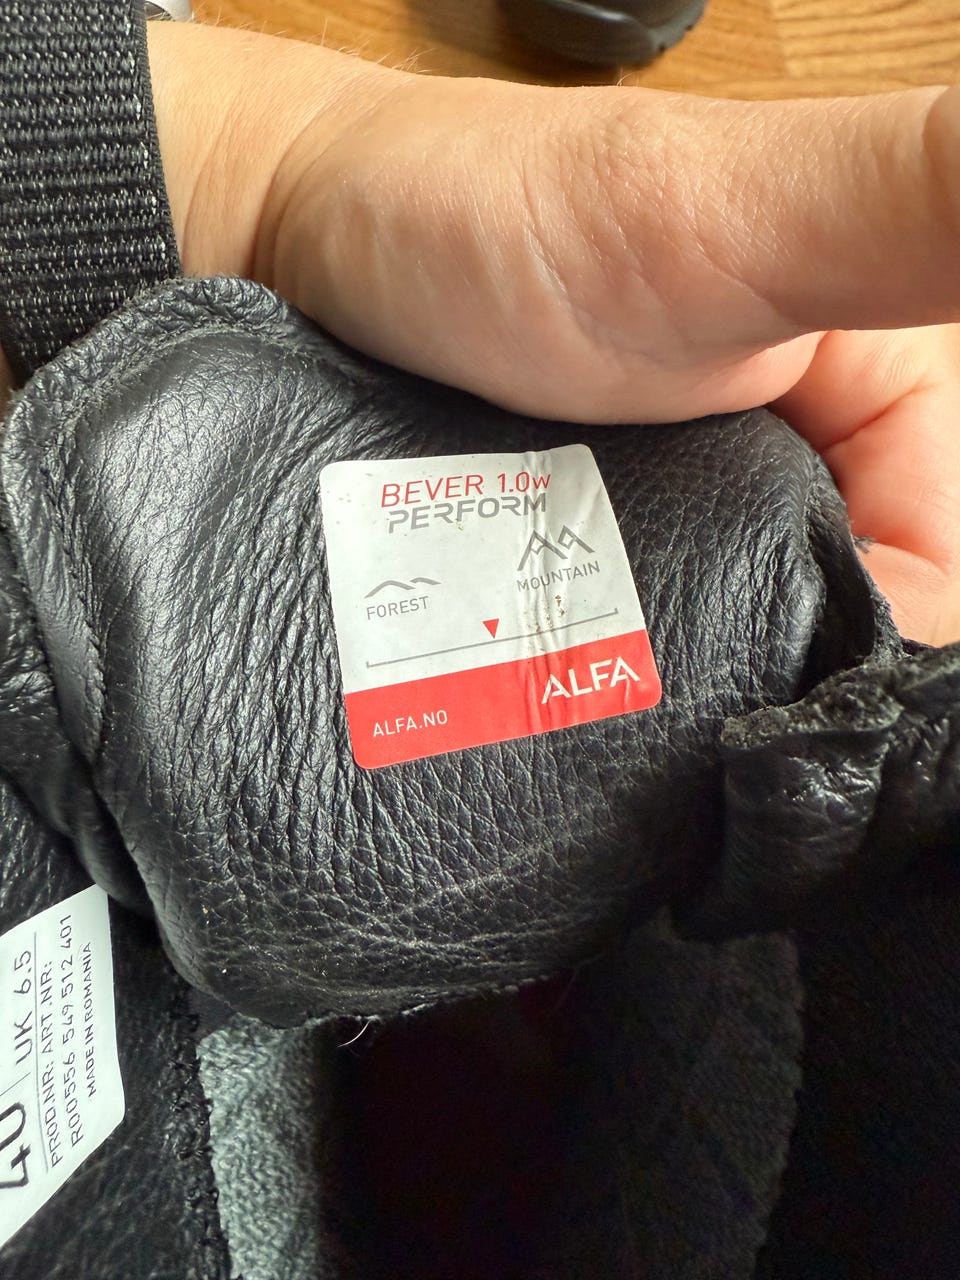 BEVER 1.0w
PERFORM
FOREST
MOUNTAIN
ALFA.NO
ALFA
40 UK 6.5
PROD.NR: ART.NR:
R00556 549 512 401
MADE IN ROMANIA